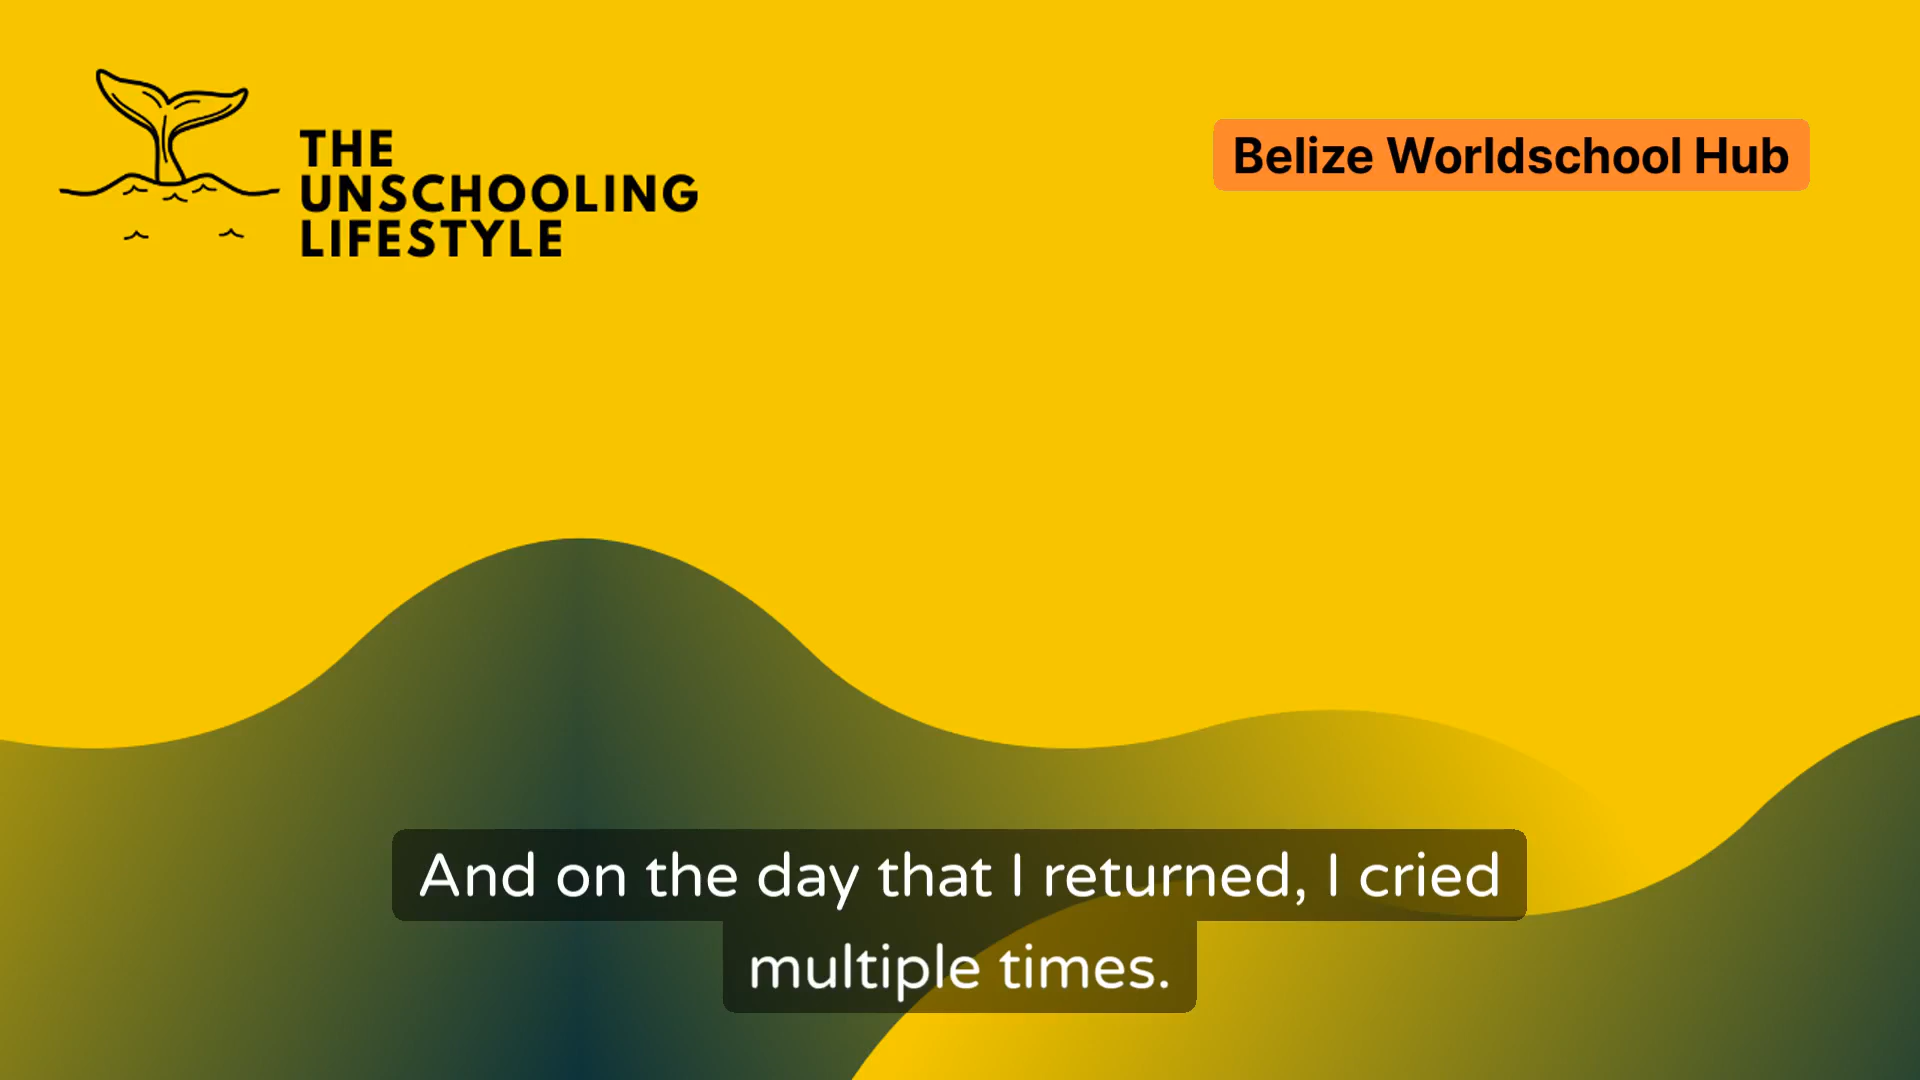 THE
UNSCHOOLING
LIFESTYLE
Belize Worldschool Hub
And on the day that I returned, I cried
multiple times.